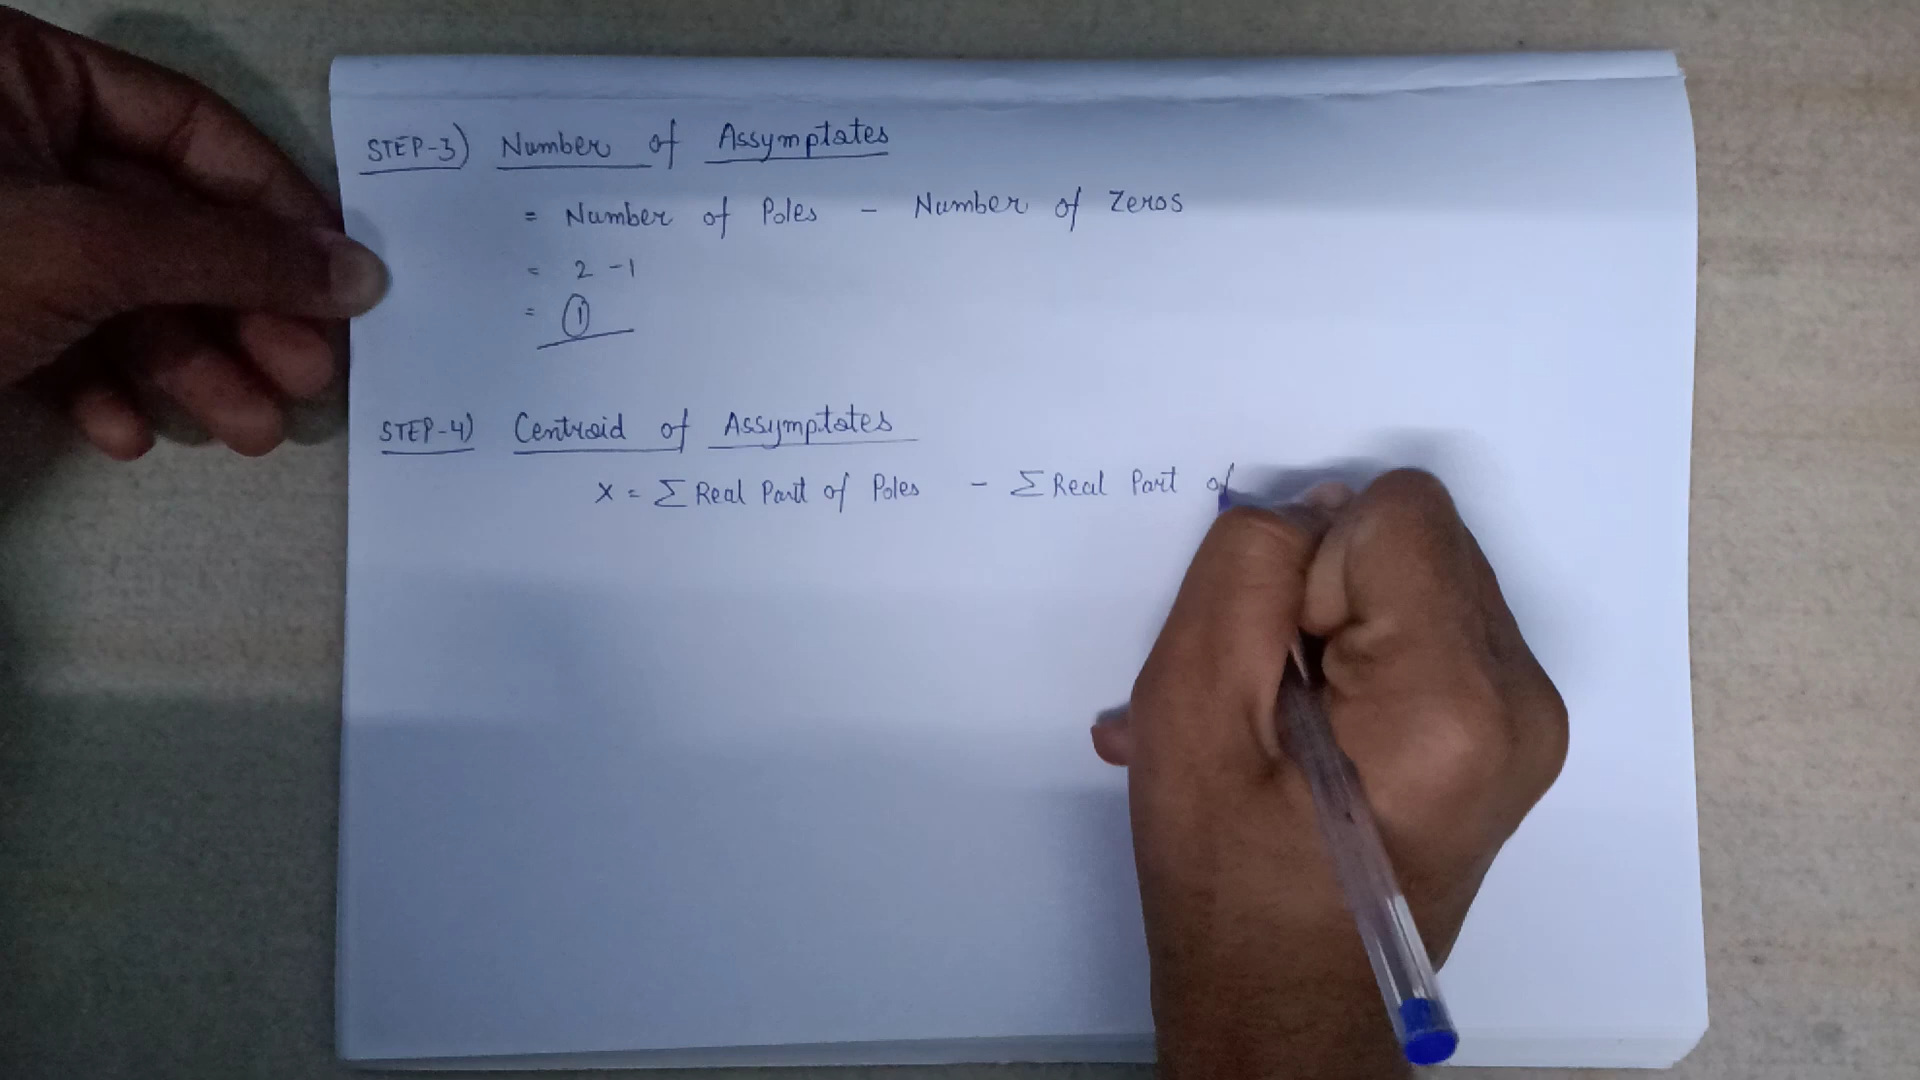 STEP-3) Number of Assymptates
= Number of Poles - Number of Zeros
= 2 - 1
= 1
STEP-4) Centroid of Assymptates
X = Σ Real Part of Poles - Σ Real Part of